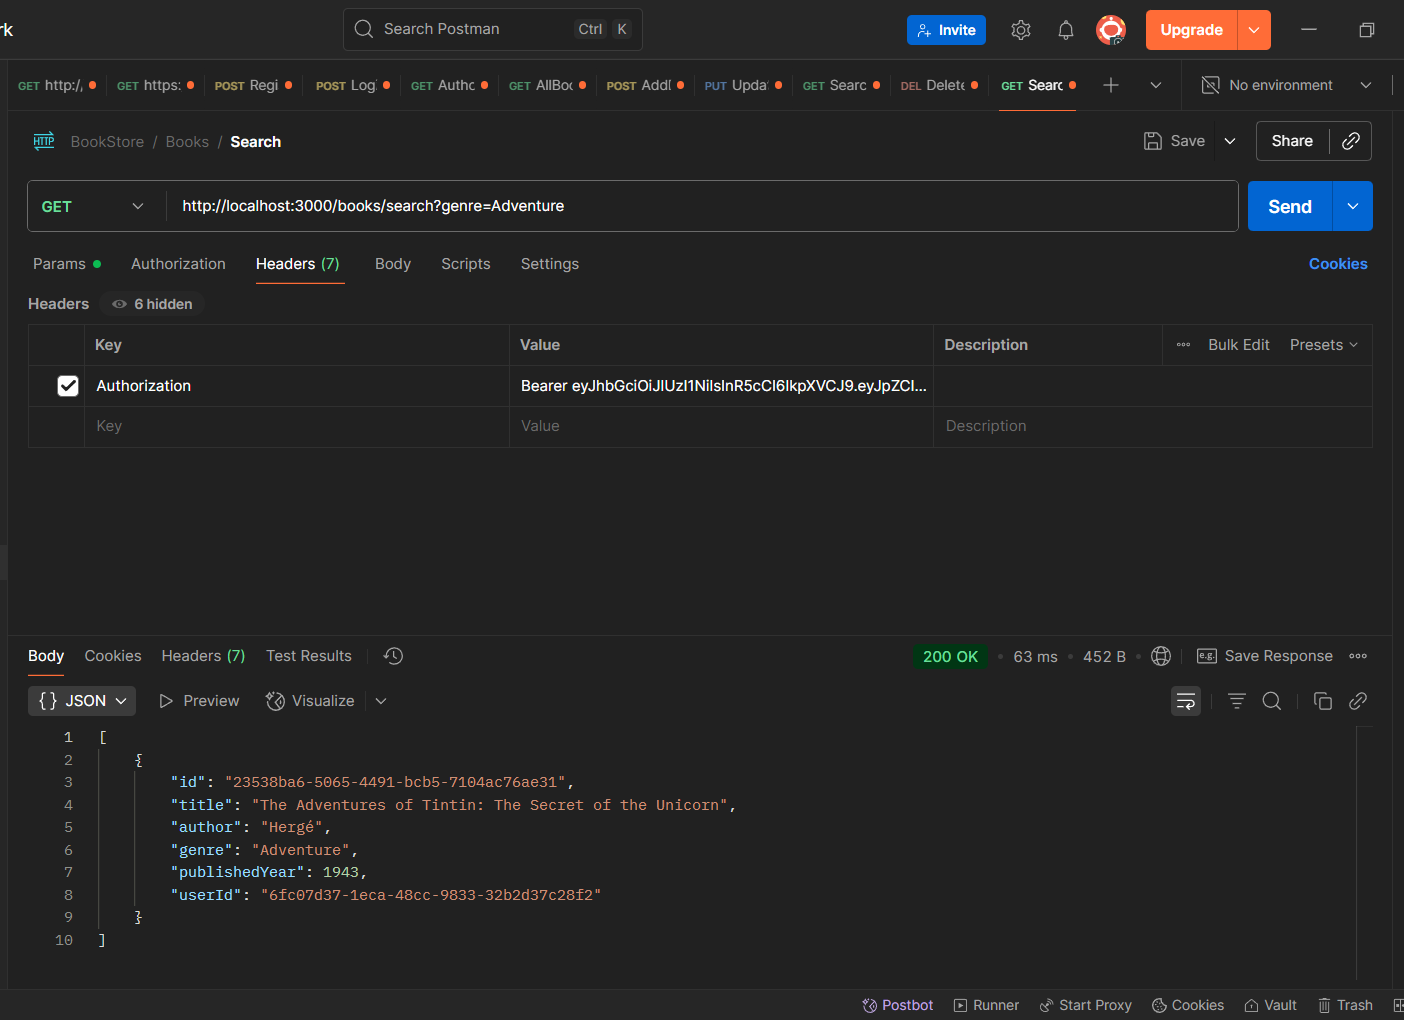 rk
Search Postman Ctrl K Invite Upgrade
GET http:/, GET https: POST Regi POST Log GET Authc GET AllBoo POST Add PUT Upda GET Searc DEL Delete GET Searc No environment
HTTP BookStore / Books / Search Save Share
GET http://localhost:3000/books/search?genre=Adventure Send
Params Authorization Headers (7) Body Scripts Settings Cookies
Headers 6 hidden
Key Value Description Bulk Edit Presets
Authorization Bearer eyJhbGciOiJIUzI1NiIsInR5cCI6IkpXVCJ9.eyJpZCI...
Key Value Description
Body Cookies Headers (7) Test Results 200 OK 63 ms 452 B e.g. Save Response
{} JSON Preview Visualize
1 [
2 {
3 "id": "23538ba6-5065-4491-bcb5-7104ac76ae31",
4 "title": "The Adventures of Tintin: The Secret of the Unicorn",
5 "author": "Hergé",
6 "genre": "Adventure",
7 "publishedYear": 1943,
8 "userId": "6fc07d37-1eca-48cc-9833-32b2d37c28f2"
9 }
10 ]
Postbot Runner Start Proxy Cookies Vault Trash